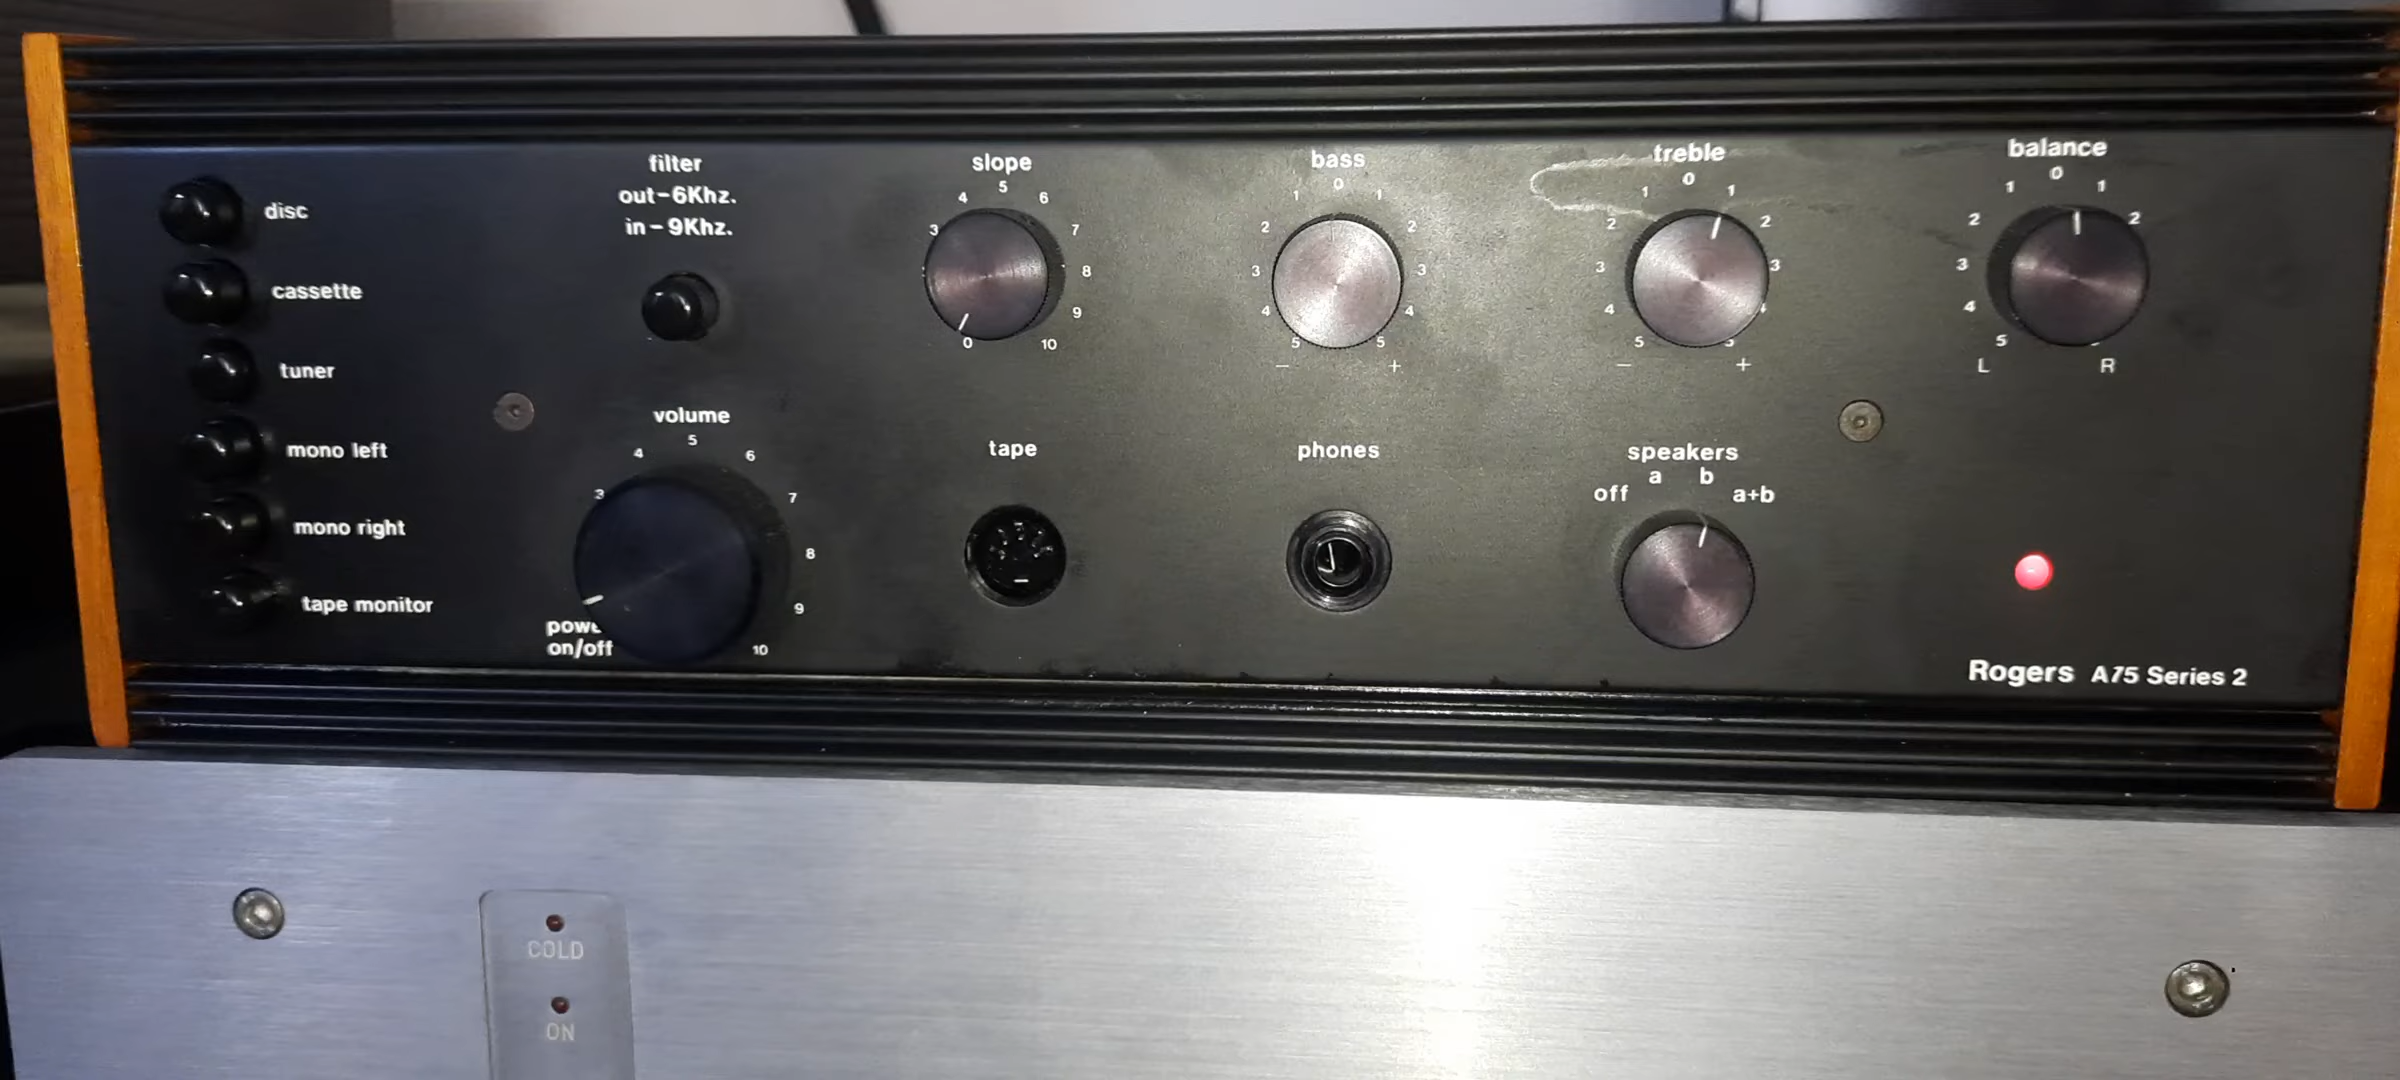 disc
cassette
tuner
mono left
mono right
tape monitor
filter
out-6Khz.
in-9Khz.
volume
3 4 5 6 7 8 9 10
on/off
slope
0 3 4 5 6 7 8 9 10
bass
5 4 3 2 1 0 1 2 3 4 5
- +
treble
5 4 3 2 1 0 1 2 3
- +
balance
5 4 3 2 1 0 1 2
L R
tape
phones
speakers
off a b a+b
Rogers A75 Series 2
COLD
ON